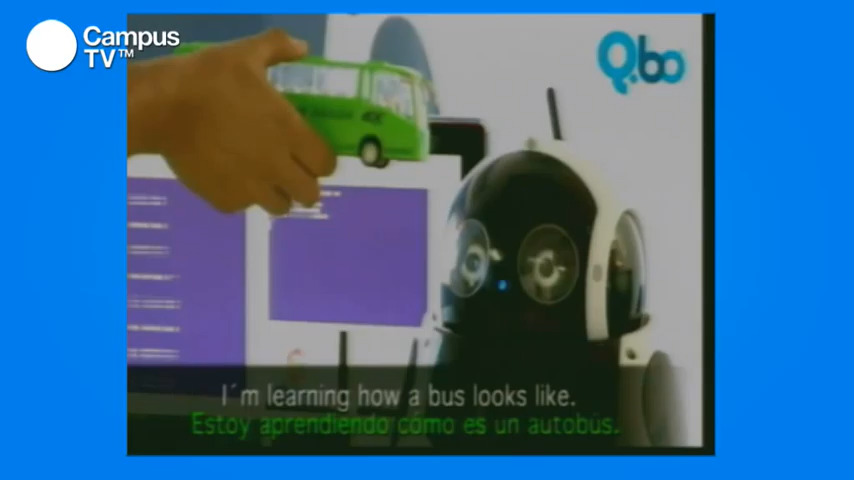 Campus
TV™
Q.bo
I´m learning how a bus looks like.
Estoy aprendiendo cómo es un autobús.